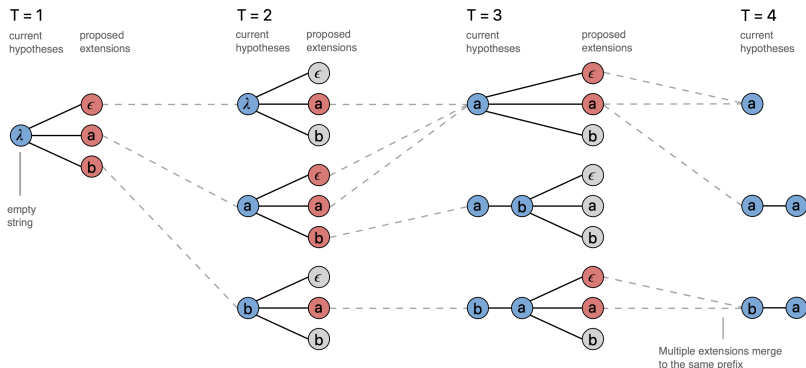 T = 1
T = 2
T = 3
T = 4
current hypotheses
proposed extensions
current hypotheses
proposed extensions
current hypotheses
proposed extensions
current hypotheses
λ
ϵ
a
b
empty string
λ
ϵ
a
b
a
ϵ
a
b
b
ϵ
a
b
a
ϵ
a
b
a b
ϵ
a
b
b a
ϵ
a
b
a
a a
b a
Multiple extensions merge
to the same prefix